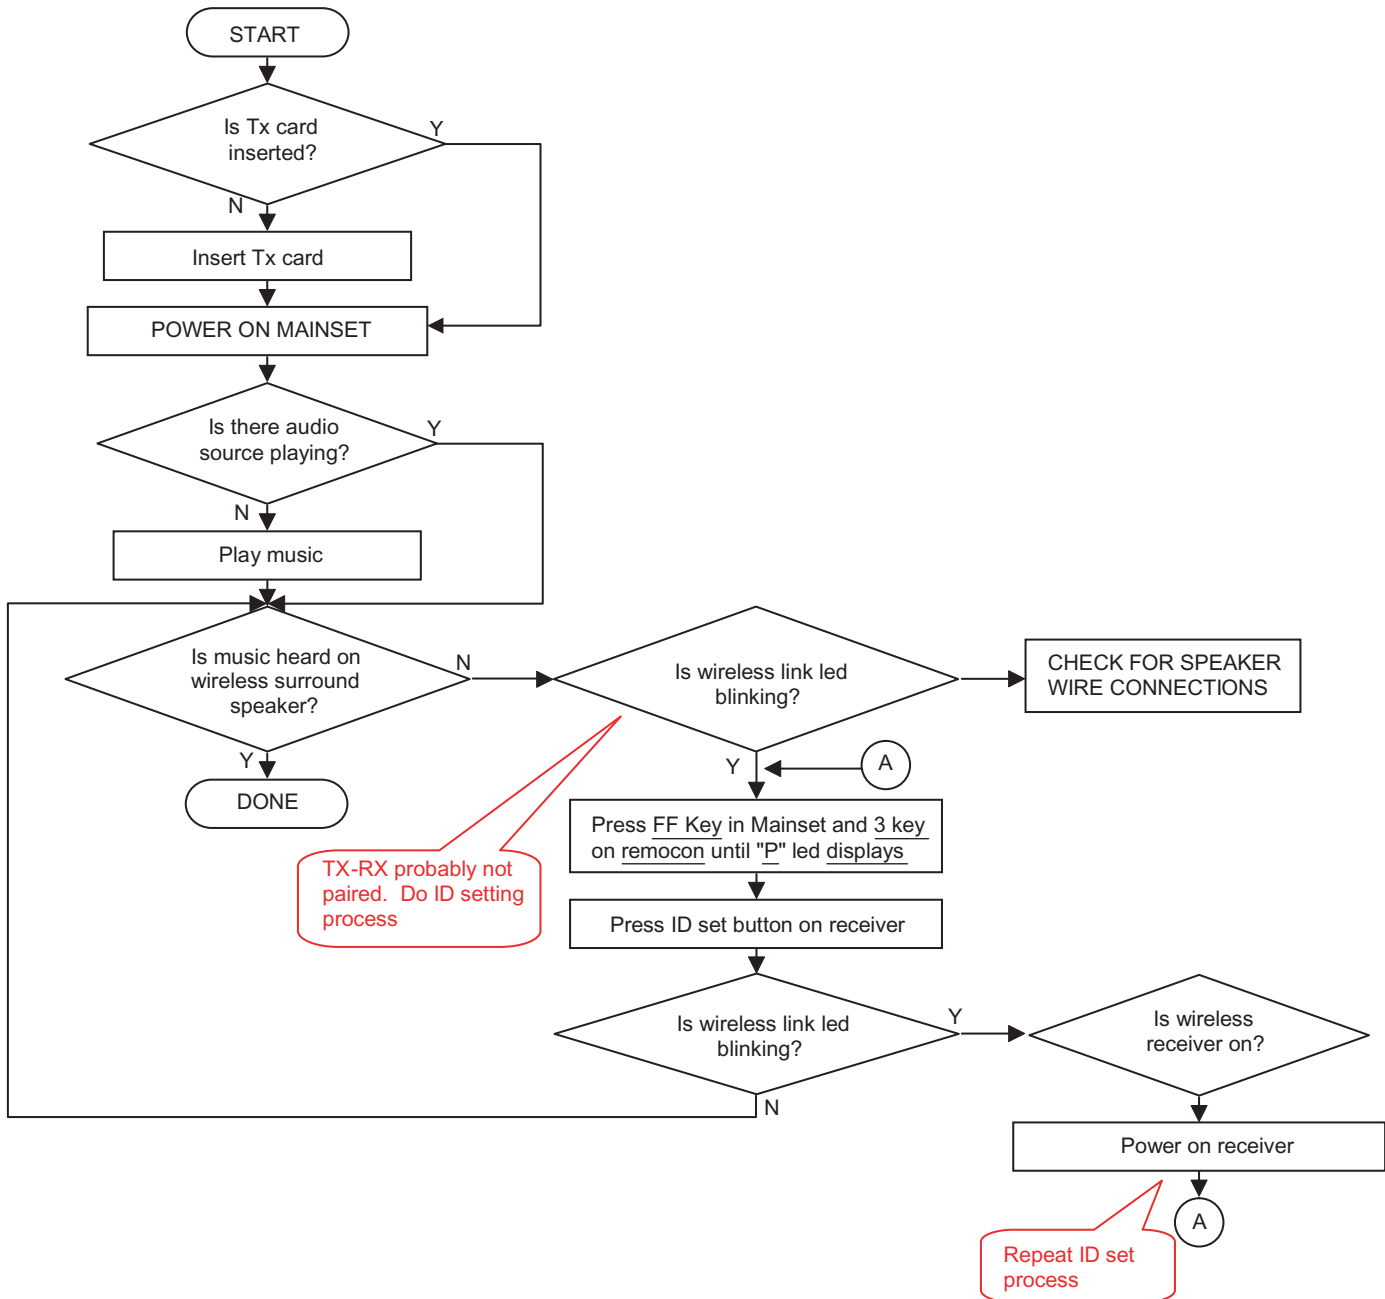 START
Is Tx card
inserted?
Y
N
Insert Tx card
POWER ON MAINSET
Is there audio
source playing?
Y
N
Play music
Is music heard on
wireless surround
speaker?
N
Y
DONE
Is wireless link led
blinking?
CHECK FOR SPEAKER
WIRE CONNECTIONS
Y
A
TX-RX probably not
paired. Do ID setting
process
Press FF Key in Mainset and 3 key
on remocon until "P" led displays
Press ID set button on receiver
Is wireless link led
blinking?
Y
N
Is wireless
receiver on?
Power on receiver
A
Repeat ID set
process